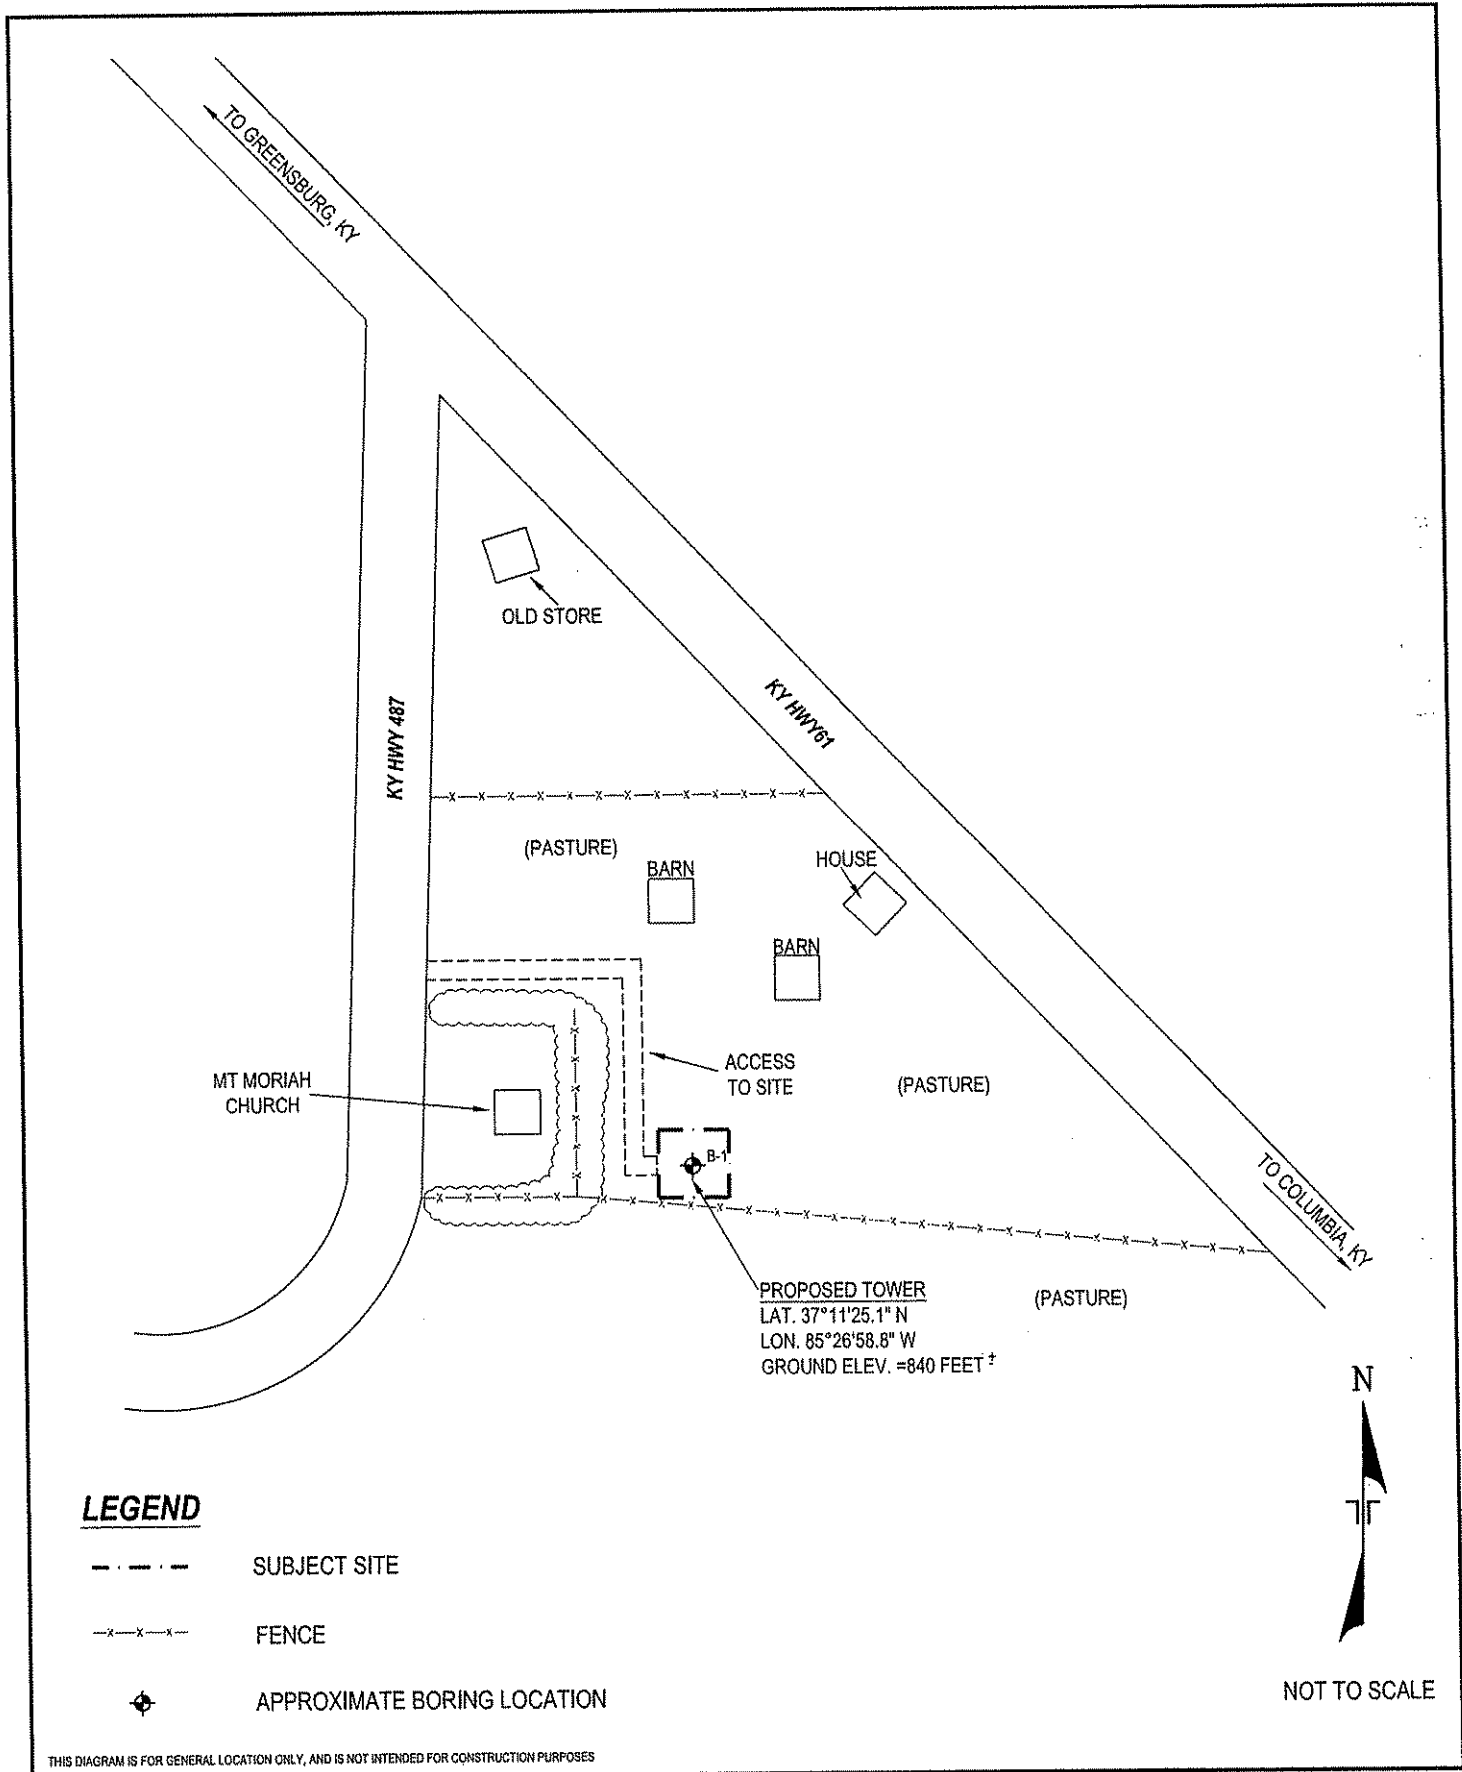 TO GREENSBURG, KY
OLD STORE
KY HWY 487
KY HWY61
(PASTURE)
BARN
HOUSE
BARN
MT MORIAH
CHURCH
ACCESS
TO SITE
(PASTURE)
B-1
TO COLUMBIA, KY
PROPOSED TOWER
LAT. 37°11'25.1" N
LON. 85°26'58.8" W
GROUND ELEV. =840 FEET ±
(PASTURE)
N
LEGEND
SUBJECT SITE
FENCE
APPROXIMATE BORING LOCATION
NOT TO SCALE
THIS DIAGRAM IS FOR GENERAL LOCATION ONLY, AND IS NOT INTENDED FOR CONSTRUCTION PURPOSES